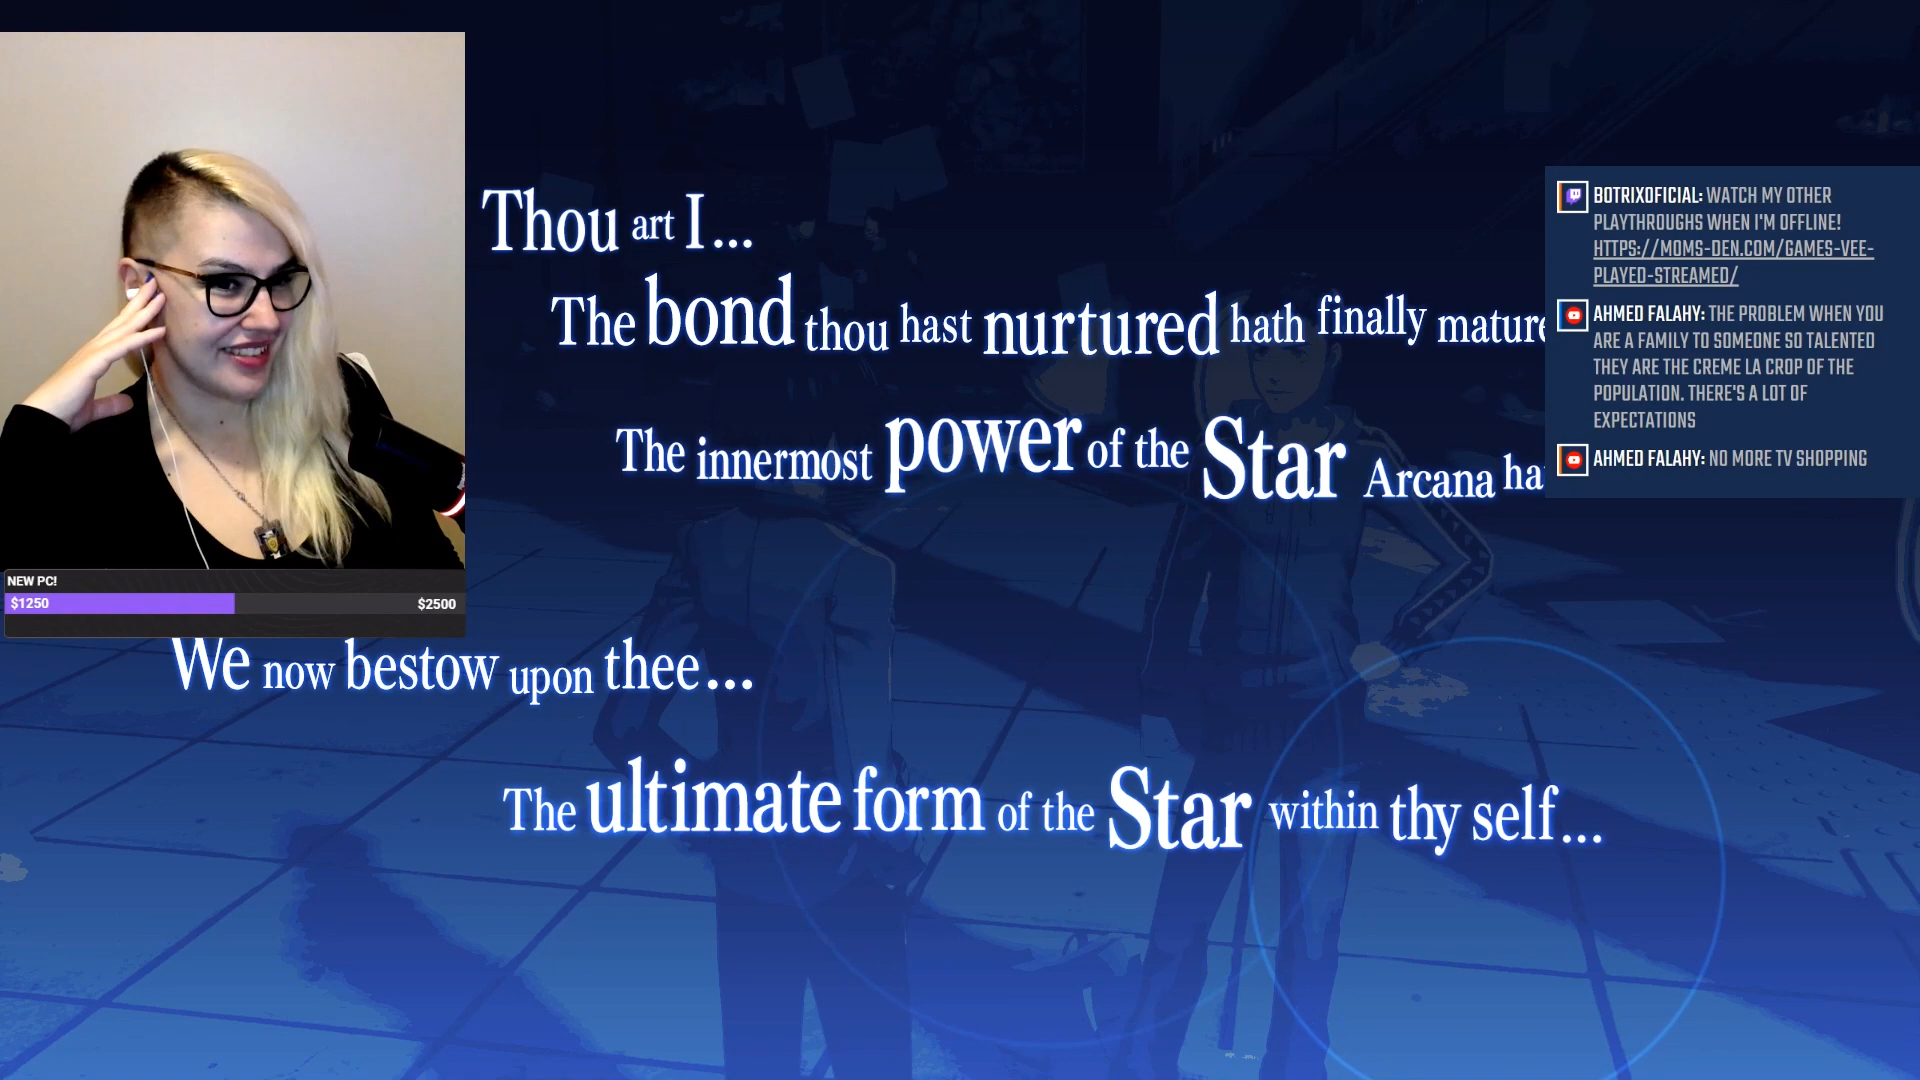 Thou art I...
The bond thou hast nurtured hath finally mature
The innermost power of the Star Arcana ha
We now bestow upon thee...
The ultimate form of the Star within thy self...
NEW PC!
$1250 $2500
BOTRIXOFICIAL: WATCH MY OTHER
PLAYTHROUGHS WHEN I'M OFFLINE!
HTTPS://MOMS-DEN.COM/GAMES-VEE-
PLAYED-STREAMED/
AHMED FALAHY: THE PROBLEM WHEN YOU
ARE A FAMILY TO SOMEONE SO TALENTED
THEY ARE THE CREME LA CROP OF THE
POPULATION. THERE'S A LOT OF
EXPECTATIONS
AHMED FALAHY: NO MORE TV SHOPPING